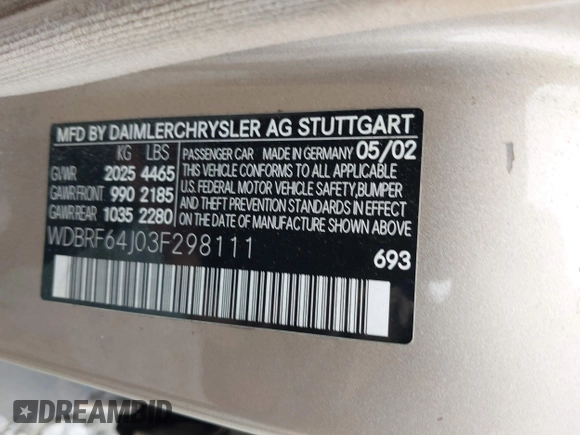 MFD BY DAIMLERCHRYSLER AG STUTTGART
KG LBS
GVWR 2025 4465
GAWR FRONT 990 2185
GAWR REAR 1035 2280
PASSENGER CAR MADE IN GERMANY 05/02
THIS VEHICLE CONFORMS TO ALL APPLICABLE
U.S. FEDERAL MOTOR VEHICLE SAFETY,BUMPER
AND THEFT PREVENTION STANDARDS IN EFFECT
ON THE DATE OF MANUFACTURE SHOWN ABOVE.
WDBRF64J03F298111
693
DREAMBID